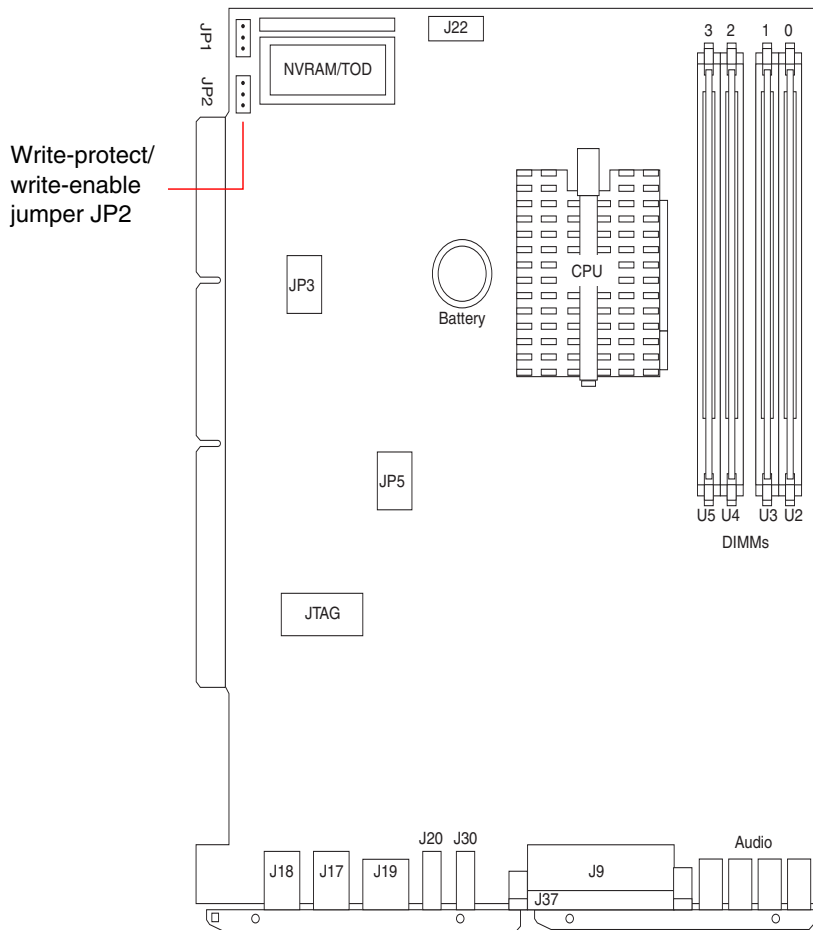 JP1
J22
3 2 1 0
NVRAM/TOD
JP2
Write-protect/
write-enable
jumper JP2
CPU
JP3
Battery
JP5
U5 U4 U3 U2
DIMMs
JTAG
J20 J30
Audio
J18 J17 J19
J9
J37